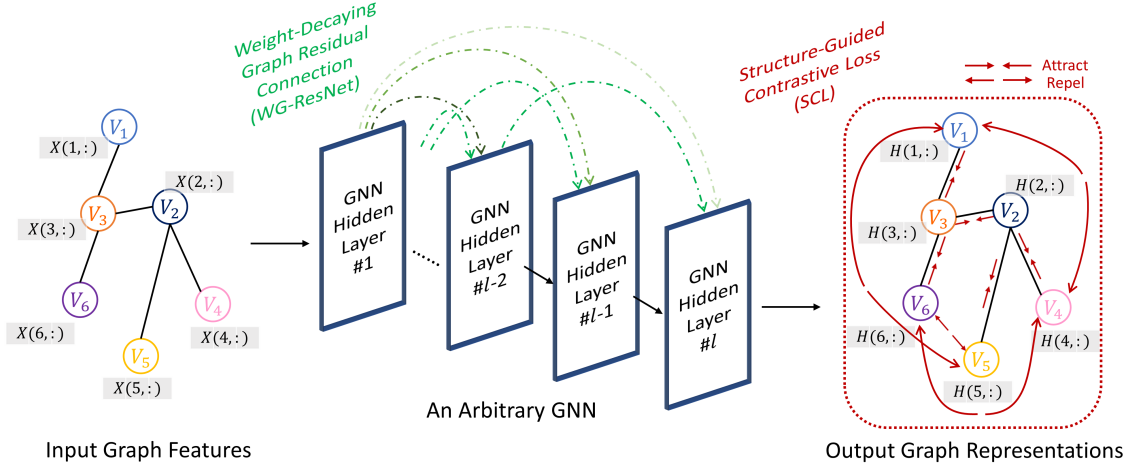 Weight-Decaying
Graph Residual
Connection
(WG-ResNet)
Structure-Guided
Contrastive Loss
(SCL)
Attract
Repel
V₁
X(1,:)
X(2,:)
V₂
V₃
X(3,:)
V₆
X(6,:)
V₄
X(4,:)
V₅
X(5,:)
Input Graph Features
GNN
Hidden
Layer
#1
......
GNN
Hidden
Layer
#l-2
GNN
Hidden
Layer
#l-1
GNN
Hidden
Layer
#l
An Arbitrary GNN
V₁
H(1,:)
H(2,:)
V₂
V₃
H(3,:)
V₆
H(6,:)
V₄
H(4,:)
V₅
H(5,:)
Output Graph Representations